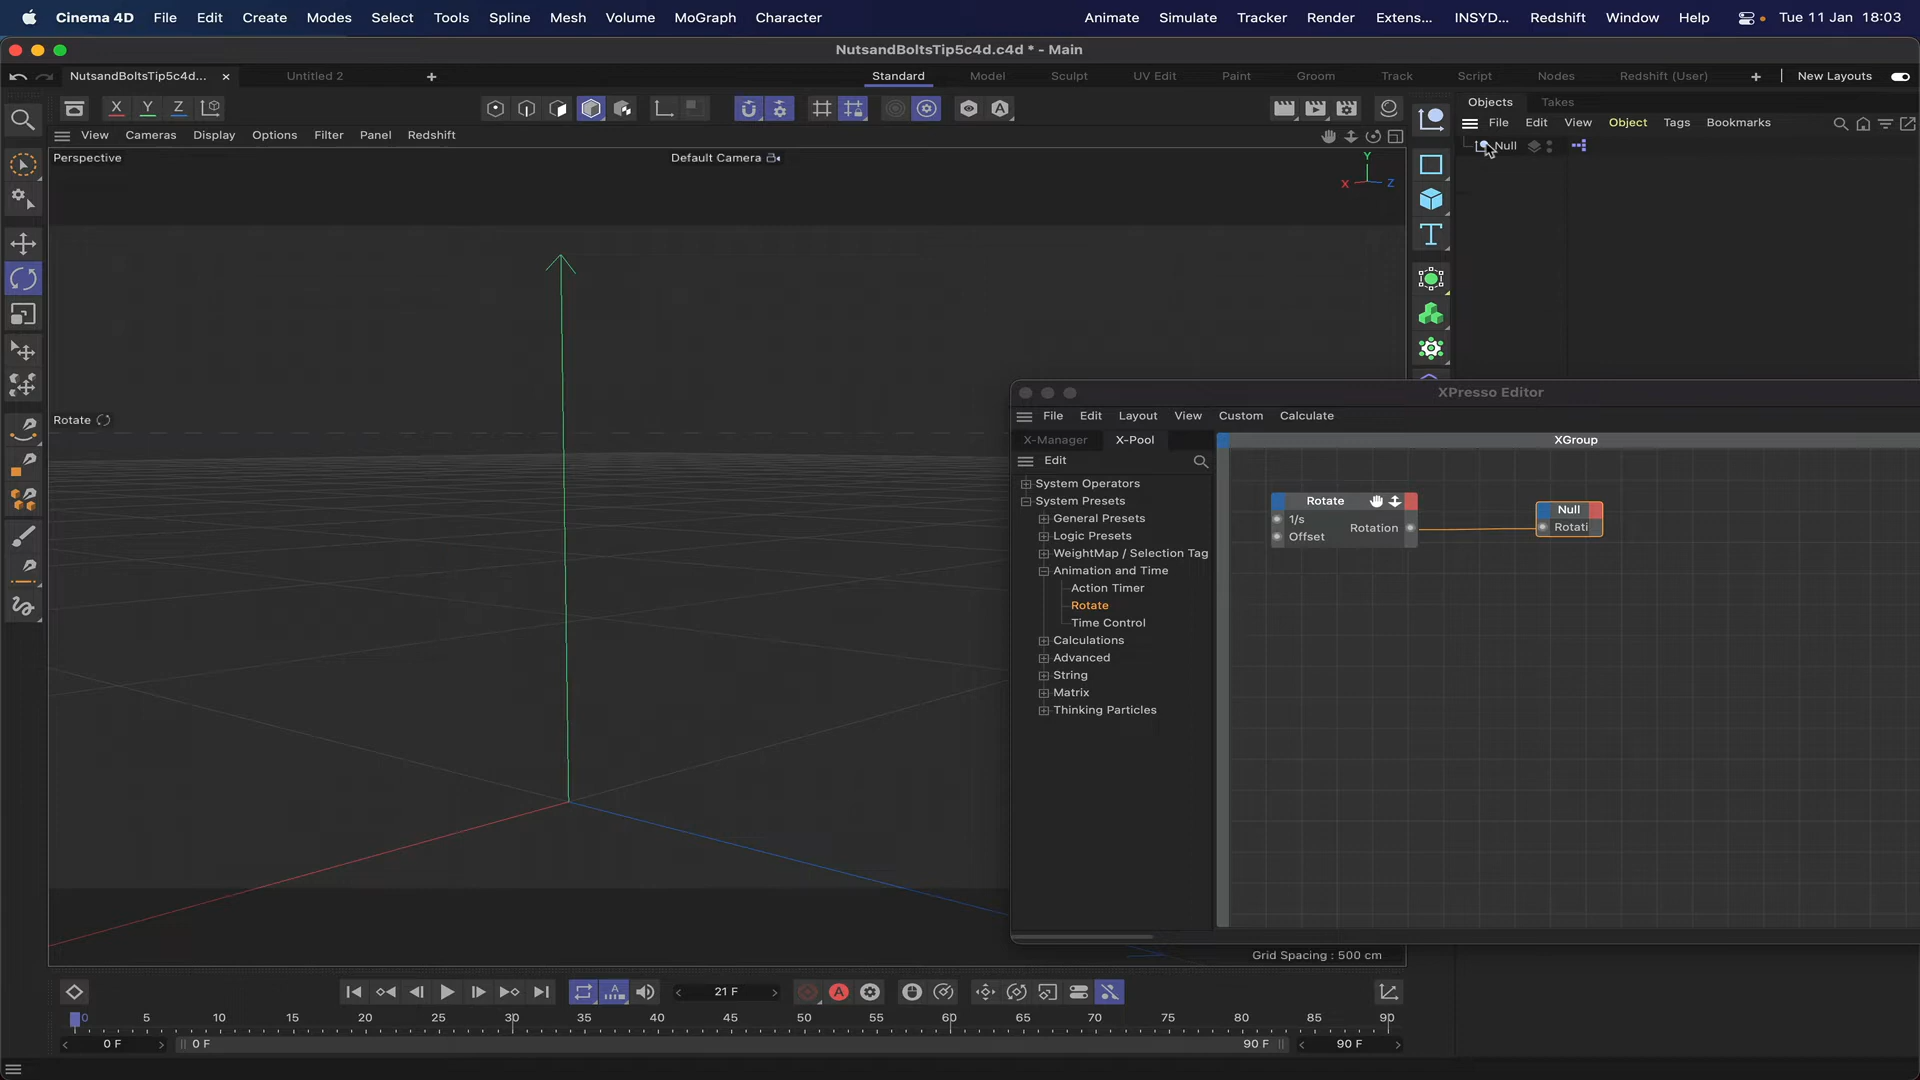 Cinema 4D File Edit Create Modes Select Tools Spline Mesh Volume MoGraph Character Animate Simulate Tracker Render Extens... INSYD... Redshift Window Help Tue 11 Jan 18:03
NutsandBoltsTip5c4d.c4d * - Main
NutsandBoltsTip5c4d... × Untitled 2 + Standard Model Sculpt UV Edit Paint Groom Track Script Nodes Redshift (User) + New Layouts
X Y Z
Objects Takes
View Cameras Display Options Filter Panel Redshift
File Edit View Object Tags Bookmarks
Null
Perspective
Default Camera
Y
X Z
Rotate
XPresso Editor
File Edit Layout View Custom Calculate
X-Manager X-Pool
XGroup
Edit
System Operators
System Presets
General Presets
Logic Presets
WeightMap / Selection Tag
Animation and Time
Action Timer
Rotate
Time Control
Calculations
Advanced
String
Matrix
Thinking Particles
Rotate
1/s
Rotation
Offset
Null
Rotati
Grid Spacing : 500 cm
21 F
0 5 10 15 20 25 30 35 40 45 50 55 60 65 70 75 80 85 90
0 F 0 F 90 F 90 F